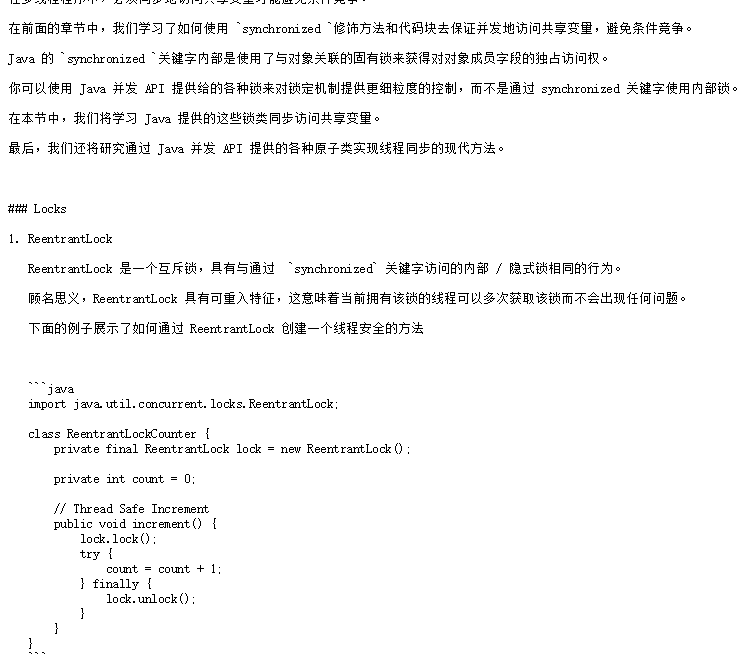 在前面的章节中，我们学习了如何使用 `synchronized `修饰方法和代码块去保证并发地访问共享变量，避免条件竟争。
Java 的 `synchronized `关键字内部是使用了与对象关联的固有锁来获得对对象成员字段的独占访问权。
你可以使用 Java 并发 API 提供给的各种锁来对锁定机制提供更细粒度的控制，而不是通过 synchronized 关键字使用内部锁。
在本节中，我们将学习 Java 提供的这些锁类同步访问共享变量。
最后，我们还将研究通过 Java 并发 API 提供的各种原子类实现线程同步的现代方法。
### Locks
1. ReentrantLock
ReentrantLock 是一个互斥锁，具有与通过 `synchronized` 关键字访问的内部 / 隐式锁相同的行为。
顾名思义，ReentrantLock 具有可重入特征，这意味着当前拥有该锁的线程可以多次获取该锁而不会出现任何问题。
下面的例子展示了如何通过 ReentrantLock 创建一个线程安全的方法
```java
import java.util.concurrent.locks.ReentrantLock;
class ReentrantLockCounter {
private final ReentrantLock lock = new ReentrantLock();
private int count = 0;
// Thread Safe Increment
public void increment() {
lock.lock();
try {
count = count + 1;
} finally {
lock.unlock();
}
}
}